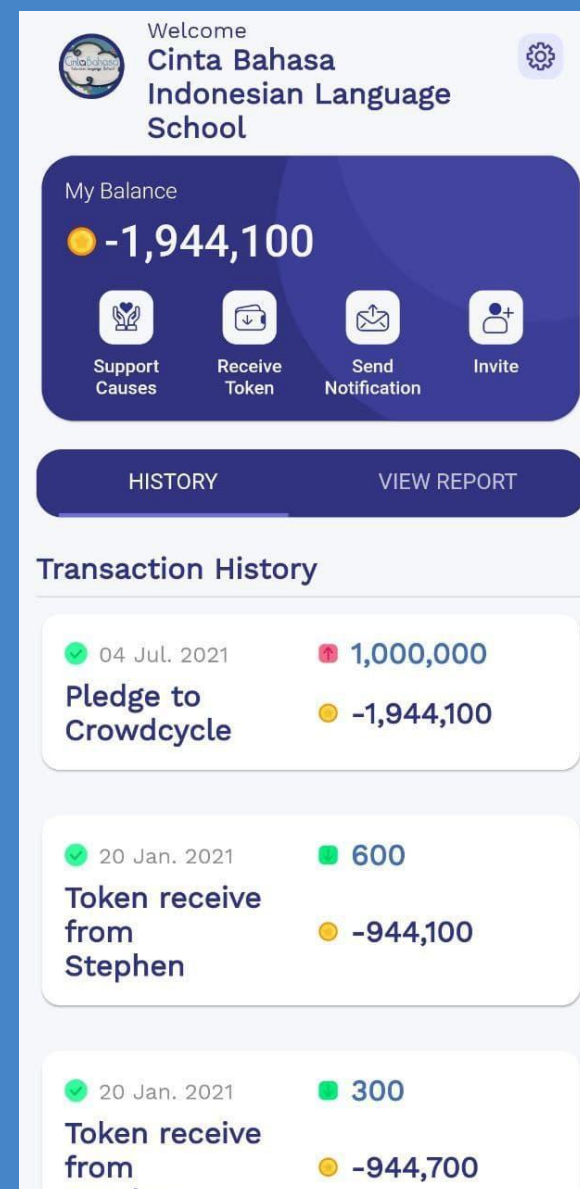 Welcome
Cinta Bahasa
Indonesian Language
School
My Balance
-1,944,100
Support
Causes
Receive
Token
Send
Notification
Invite
HISTORY
VIEW REPORT
Transaction History
04 Jul. 2021
1,000,000
Pledge to
Crowdcycle
-1,944,100
20 Jan. 2021
600
Token receive
from
Stephen
-944,100
20 Jan. 2021
300
Token receive
from
-944,700